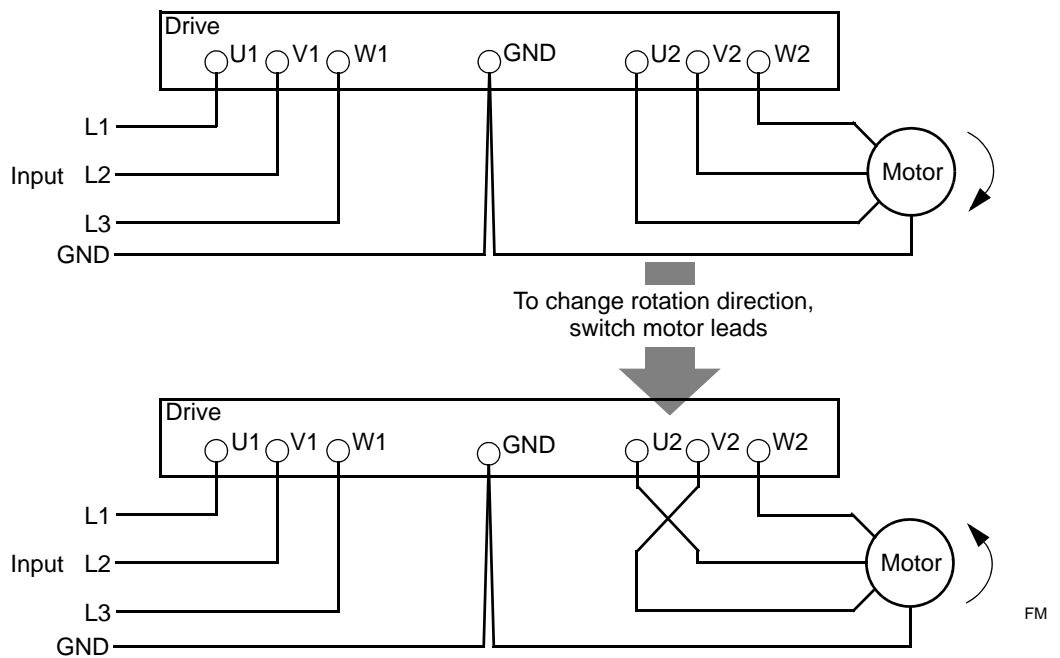 Drive
U1 V1 W1 GND U2 V2 W2
L1
Input L2 Motor
L3
GND
To change rotation direction,
switch motor leads
Drive
U1 V1 W1 GND U2 V2 W2
L1
Input L2 Motor
L3
FM
GND